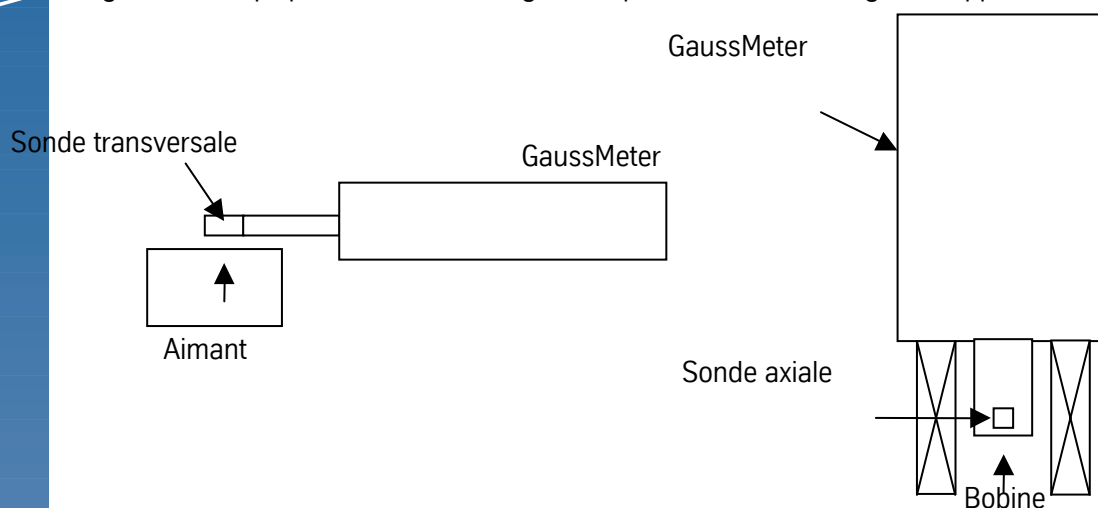 GaussMeter
Sonde transversale
GaussMeter
Aimant
Sonde axiale
Bobine